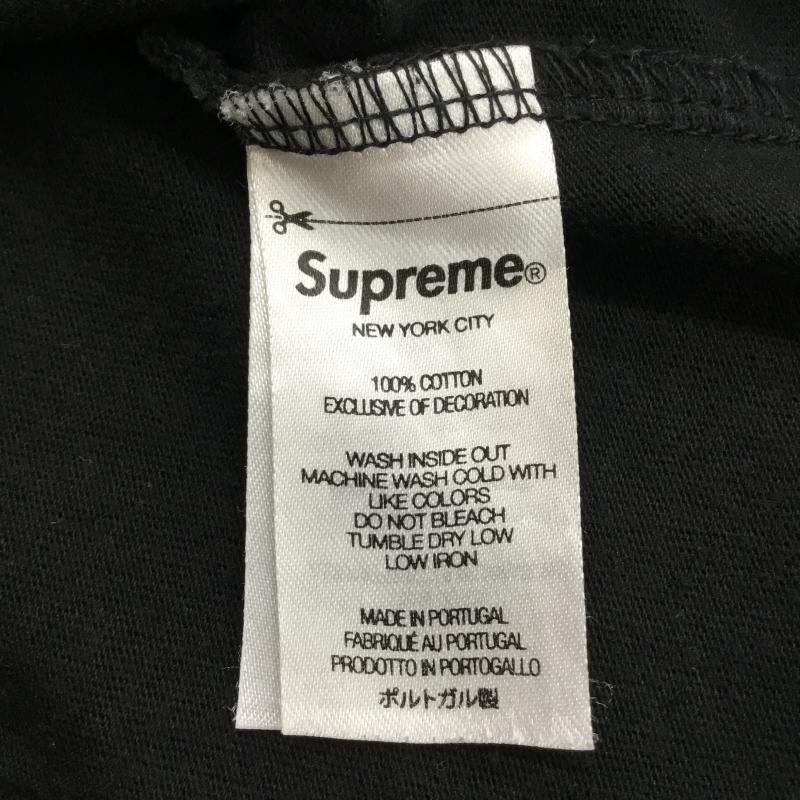 Supreme®
NEW YORK CITY
100% COTTON
EXCLUSIVE OF DECORATION
WASH INSIDE OUT
MACHINE WASH COLD WITH
LIKE COLORS
DO NOT BLEACH
TUMBLE DRY LOW
LOW IRON
MADE IN PORTUGAL
FABRIQUÉ AU PORTUGAL
PRODOTTO IN PORTOGALLO
ポルトガル製